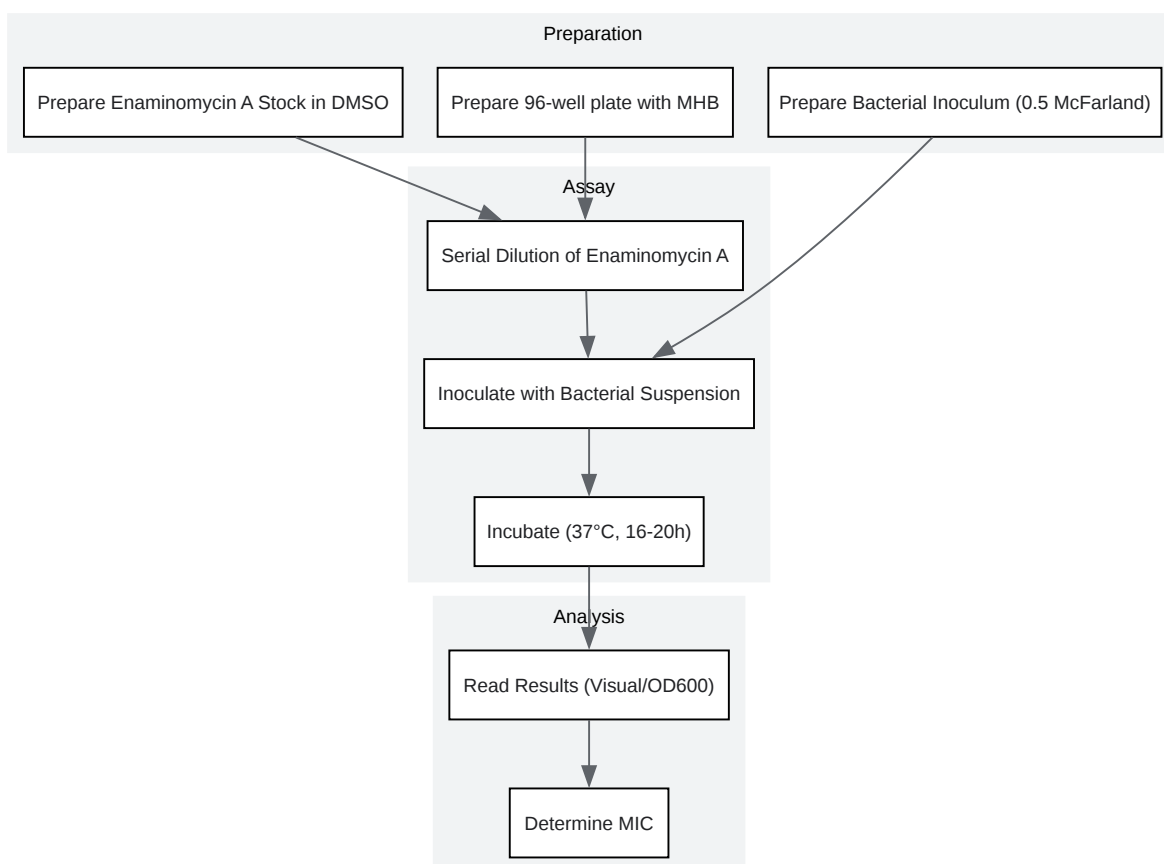 Preparation
Prepare Enaminomycin A Stock in DMSO
Prepare 96-well plate with MHB
Prepare Bacterial Inoculum (0.5 McFarland)
Assay
Serial Dilution of Enaminomycin A
Inoculate with Bacterial Suspension
Incubate (37°C, 16-20h)
Analysis
Read Results (Visual/OD600)
Determine MIC